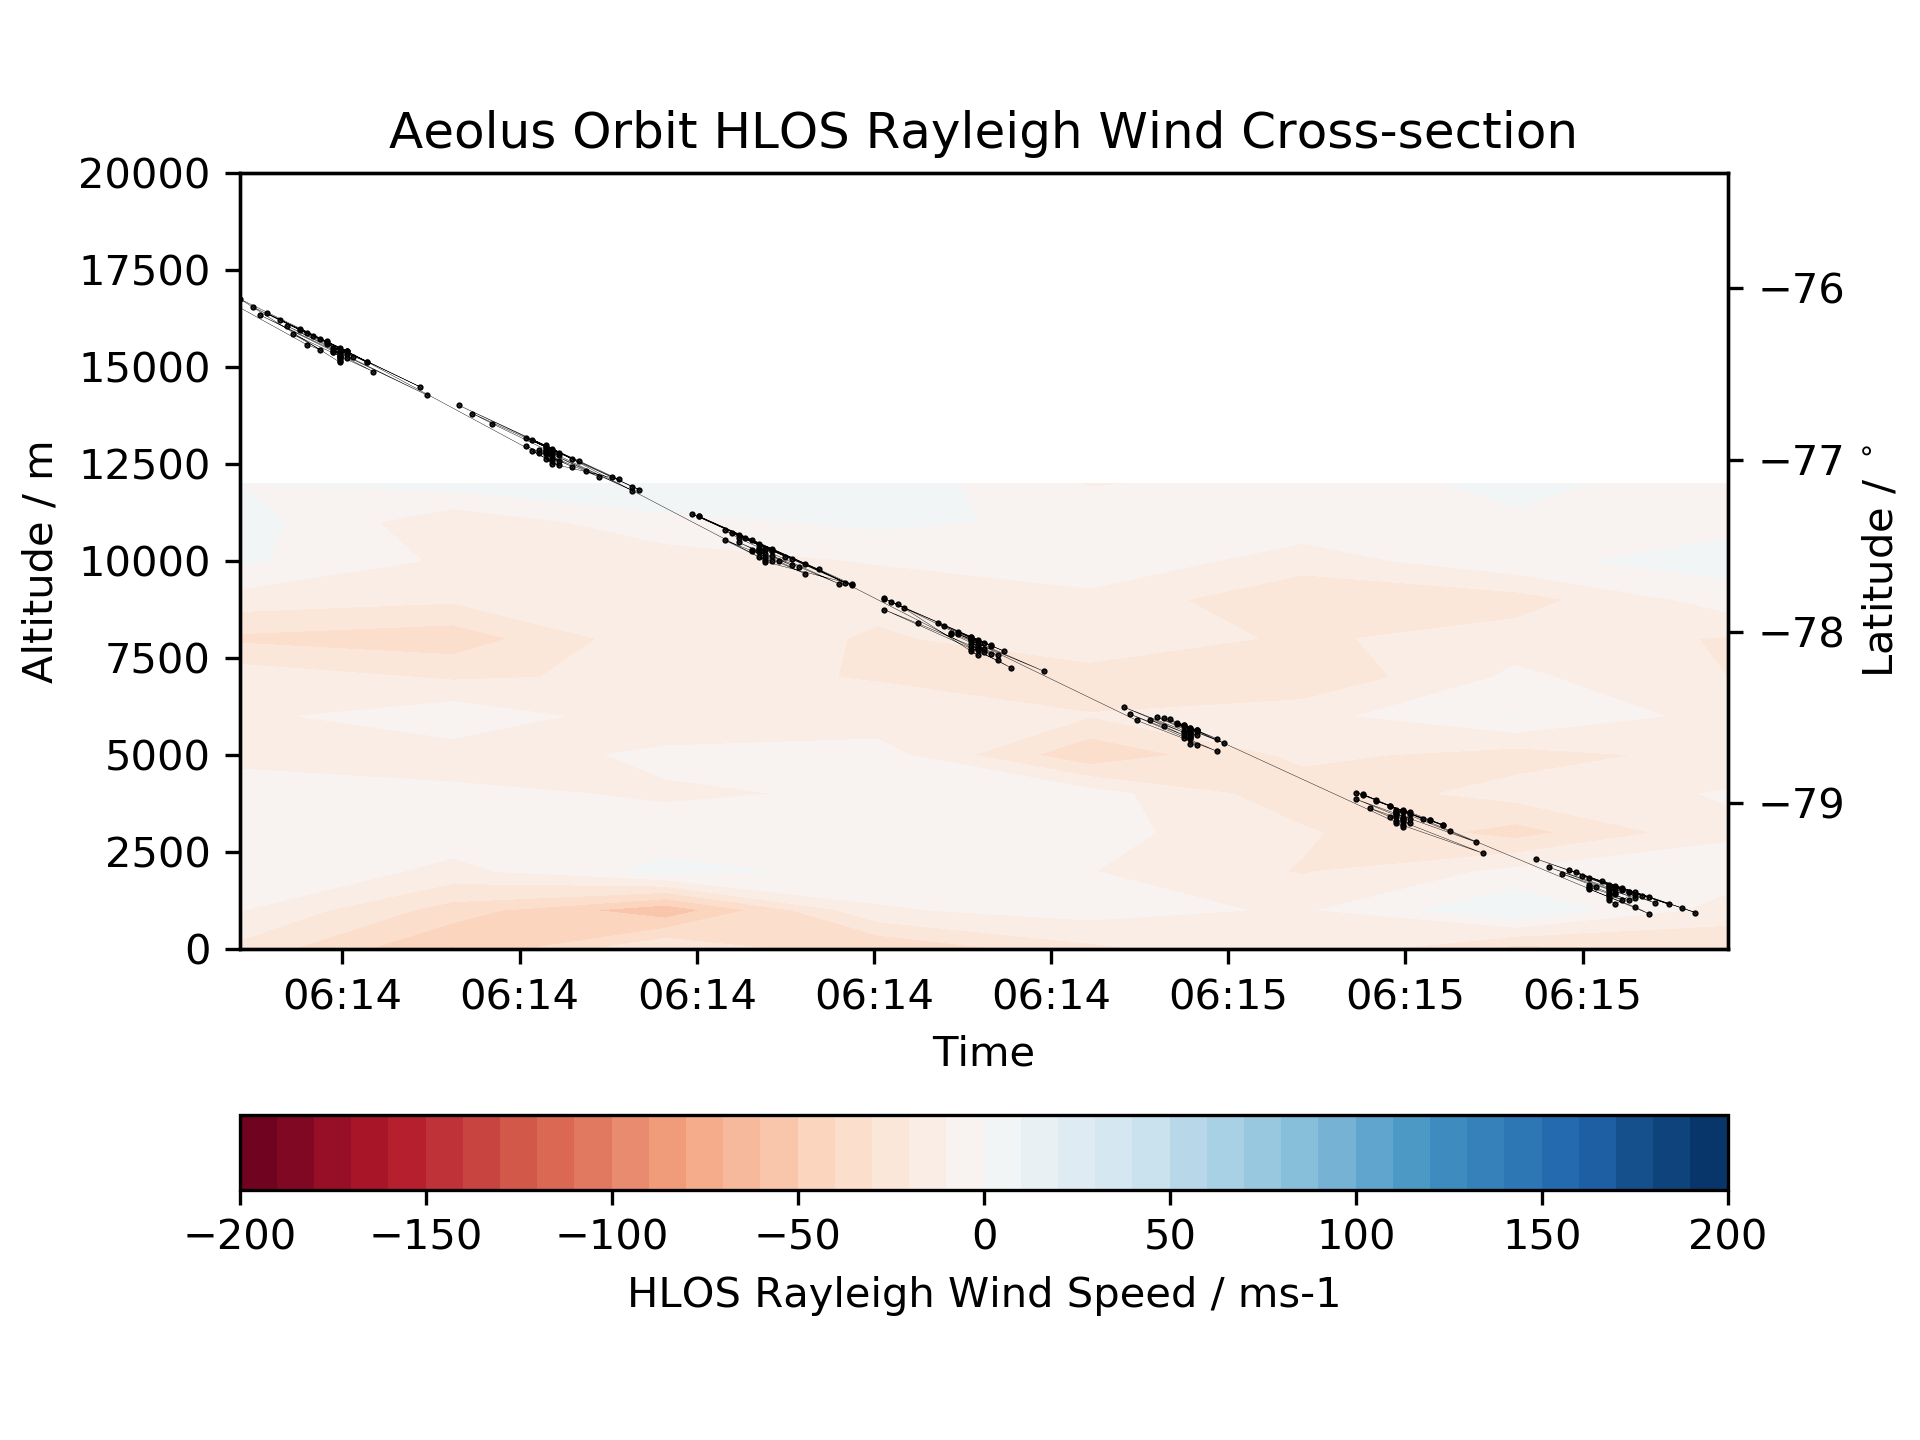 Aeolus Orbit HLOS Rayleigh Wind Cross-section
20000
17500
15000
12500
10000
7500
5000
2500
0
Altitude / m
−76
−77
−78
−79
Latitude / °
06:14 06:14 06:14 06:14 06:14 06:15 06:15 06:15
Time
−200 −150 −100 −50 0 50 100 150 200
HLOS Rayleigh Wind Speed / ms-1